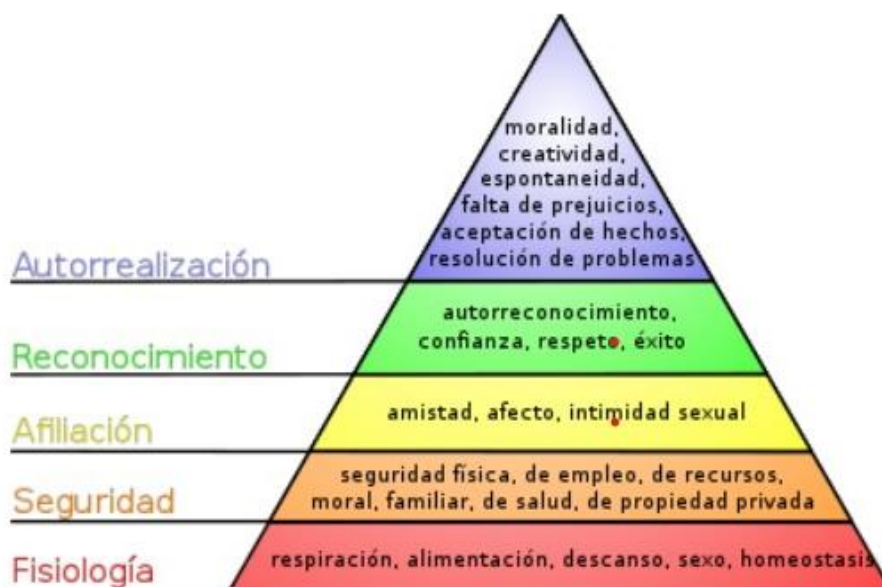 moralidad,
creatividad,
espontaneidad,
falta de prejuicios,
aceptación de hechos,
resolución de problemas
Autorrealización
autorreconocimiento,
confianza, respeto, éxito
Reconocimiento
amistad, afecto, intimidad sexual
Afiliación
seguridad física, de empleo, de recursos,
moral, familiar, de salud, de propiedad privada
Seguridad
respiración, alimentación, descanso, sexo, homeostasis
Fisiología